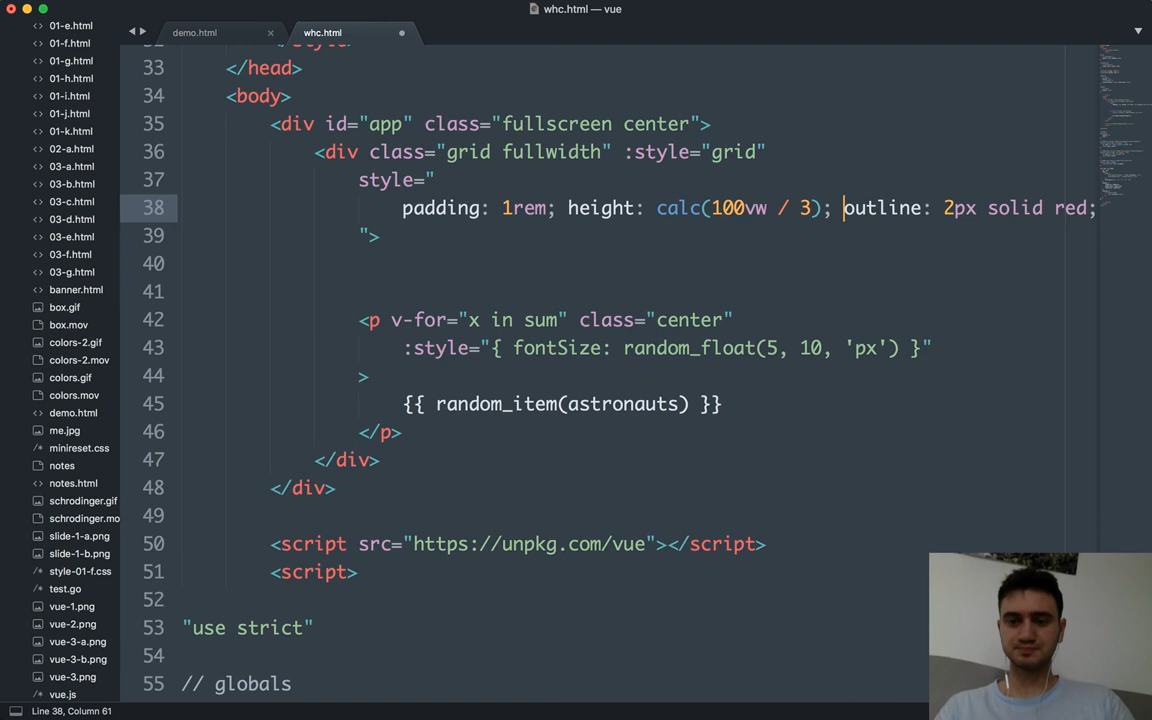 whc.html — vue
demo.html
whc.html
01-e.html
01-f.html
01-g.html
01-h.html
01-i.html
01-j.html
01-k.html
02-a.html
03-a.html
03-b.html
03-c.html
03-d.html
03-e.html
03-f.html
03-g.html
banner.html
box.gif
box.mov
colors-2.gif
colors-2.mov
colors.gif
colors.mov
demo.html
me.jpg
minireset.css
notes
notes.html
schrodinger.gif
schrodinger.mo
slide-1-a.png
slide-1-b.png
style-01-f.css
test.go
vue-1.png
vue-2.png
vue-3-a.png
vue-3-b.png
vue-3.png
vue.js
33 </head>
34 <body>
35 <div id="app" class="fullscreen center">
36 <div class="grid fullwidth" :style="grid"
37 style="
38 padding: 1rem; height: calc(100vw / 3); outline: 2px solid red;
39 ">
40
41
42 <p v-for="x in sum" class="center"
43 :style="{ fontSize: random_float(5, 10, 'px') }"
44 >
45 {{ random_item(astronauts) }}
46 </p>
47 </div>
48 </div>
49
50 <script src="https://unpkg.com/vue"></script>
51 <script>
52
53 "use strict"
54
55 // globals
Line 38, Column 61